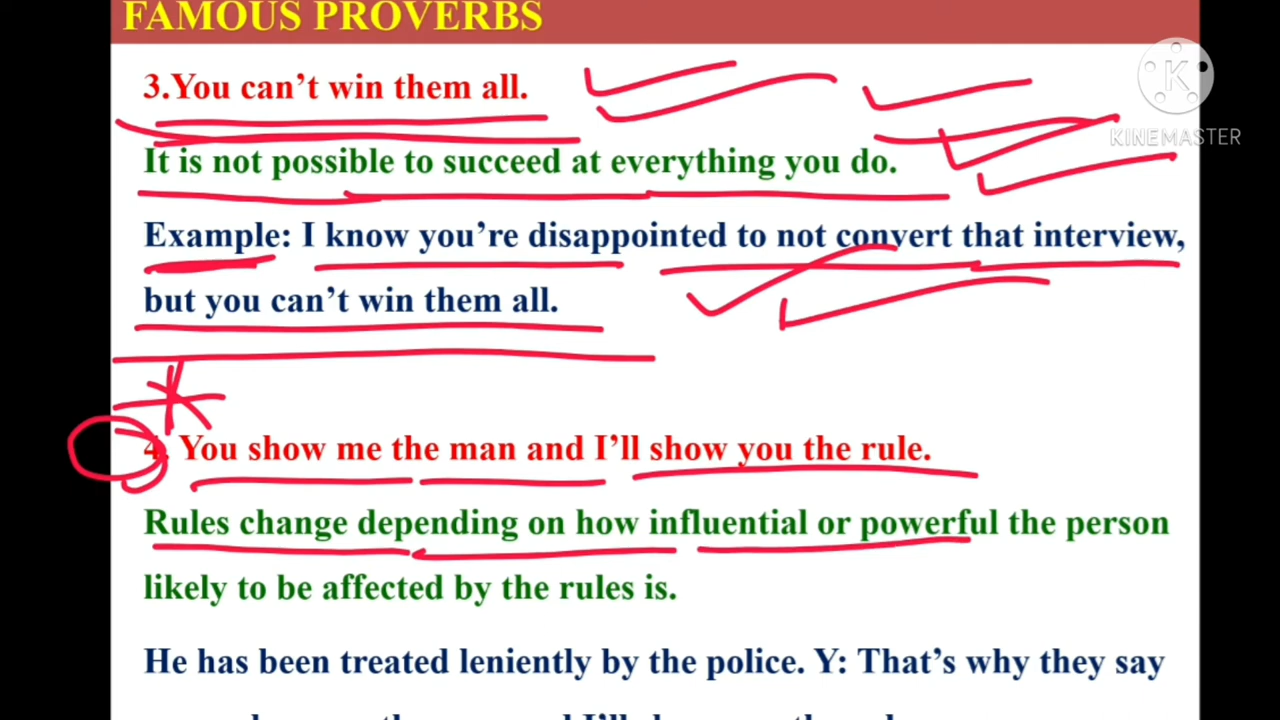 FAMOUS PROVERBS
3.You can't win them all.
K
KINEMASTER
It is not possible to succeed at everything you do.
Example: I know you're disappointed to not convert that interview,
but you can't win them all.
4. You show me the man and I'll show you the rule.
Rules change depending on how influential or powerful the person
likely to be affected by the rules is.
He has been treated leniently by the police. Y: That's why they say